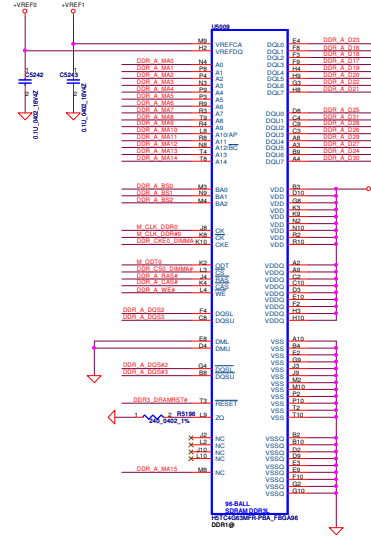 +VREF0 +VREF1
U5009
M9 VREFCA DQL0 E4 DDR_A_D23
H2 VREFDQ DQL1 F8 DDR_A_D16
DQL2 F3 DDR_A_D18
DDR_A_MA0 N4 A0 DQL3 F9 DDR_A_D17
DDR_A_MA1 P8 A1 DQL4 H4 DDR_A_D19
DDR_A_MA2 P4 A2 DQL5 H9 DDR_A_D20
DDR_A_MA3 N3 A3 DQL6 G3 DDR_A_D22
DDR_A_MA4 P9 A4 DQL7 H8 DDR_A_D21
DDR_A_MA5 P3 A5
DDR_A_MA6 R9 A6
DDR_A_MA7 R3 A7 DQU0 D8 DDR_A_D25
DDR_A_MA8 T9 A8 DQU1 C4 DDR_A_D31
DDR_A_MA9 R4 A9 DQU2 C9 DDR_A_D28
DDR_A_MA10 L8 A10/AP DQU3 C3 DDR_A_D26
DDR_A_MA11 R8 A11 DQU4 A8 DDR_A_D29
DDR_A_MA12 N8 A12/BC DQU5 A3 DDR_A_D27
DDR_A_MA13 T4 A13 DQU6 B9 DDR_A_D24
DDR_A_MA14 T8 A14 DQU7 A4 DDR_A_D30
C5242
0.1U_0402_16V4Z
C5243
0.1U_0402_16V4Z
DDR_A_BS0 M3 BA0 VDD B3
DDR_A_BS1 N9 BA1 VDD D10
DDR_A_BS2 M4 BA2 VDD G8
VDD K3
VDD K9
VDD N2
M_CLK_DDR0 J8 CK VDD N10
M_CLK_DDR#0 K8 CK VDD R2
DDR_CKE0_DIMMA K10 CKE VDD R10
M_ODT0 K2 ODT VDDQ A2
DDR_CS0_DIMMA# L3 CS VDDQ A9
DDR_A_RAS# J4 RAS VDDQ C2
DDR_A_CAS# K4 CAS VDDQ C10
DDR_A_WE# L4 WE VDDQ D3
VDDQ E10
VDDQ F2
DDR_A_DQS2 F4 DQSL VDDQ H3
DDR_A_DQS3 C8 DQSU VDDQ H10
E8 DML VSS A10
D4 DMU VSS B4
VSS E2
VSS G9
DDR_A_DQS#2 G4 DQSL VSS J3
DDR_A_DQS#3 B8 DQSU VSS J9
VSS M2
VSS M10
VSS P2
DDR3_DRAMRST# T3 RESET VSS P10
VSS T2
1 2 R5196 L9 ZQ VSS T10
240_0402_1%
J2 NC VSSQ B2
L2 NC VSSQ B10
J10 NC VSSQ D2
L10 NC VSSQ D9
VSSQ E3
DDR_A_MA15 M8 NC VSSQ E9
VSSQ F10
VSSQ G2
VSSQ G10
96-BALL
SDRAM DDR3L
H5TC4G63MFR-PBA_FBGA96
DDR1@